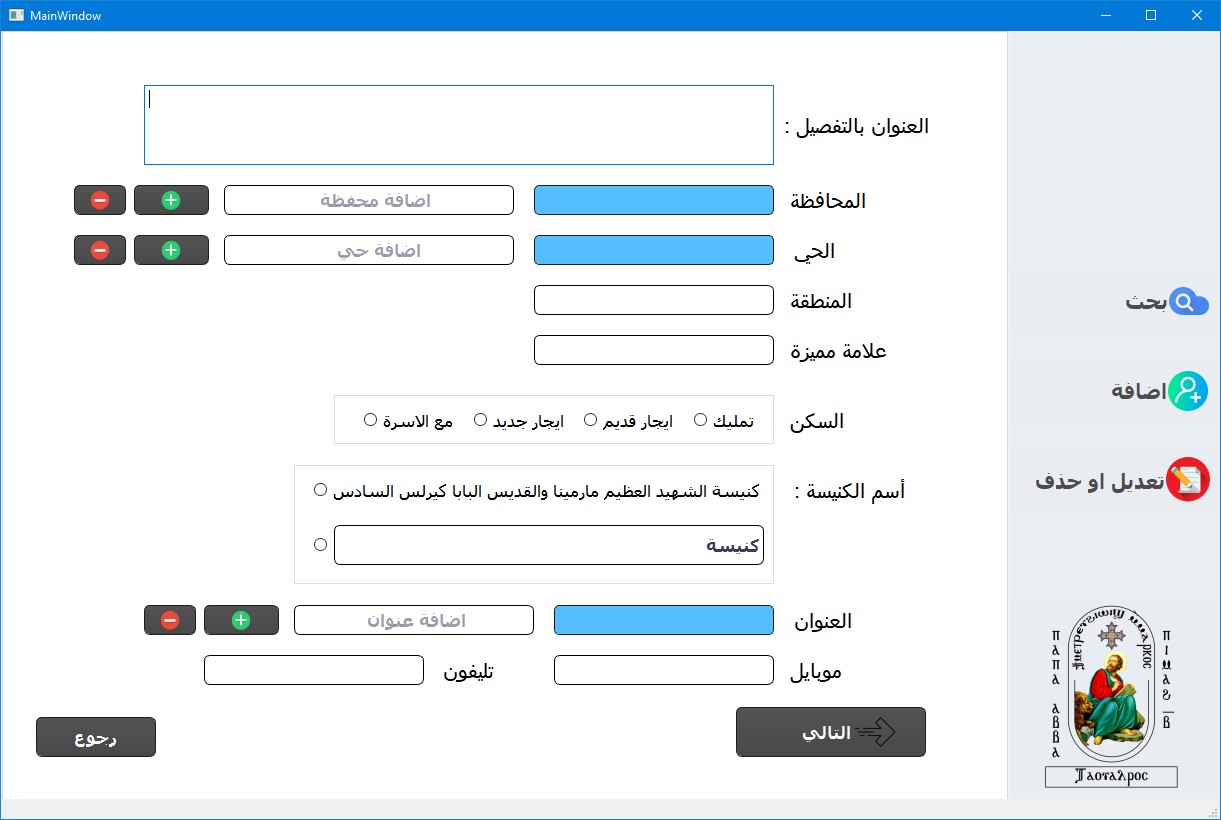 MainWindow
العنوان بالتفصيل :
المحافظة
اضافة محفظة
الحي
اضافة حي
المنطقة
علامة مميزة
السكن
تمليك
ايجار قديم
ايجار جديد
مع الاسرة
أسم الكنيسة :
كنيسة الشهيد العظيم مارمينا والقديس البابا كيرلس السادس
كنيسة
العنوان
اضافة عنوان
موبايل
تليفون
التالي
رجوع
بحث
اضافة
تعديل او حذف
ⲡⲁⲡⲁ ⲁⲃⲃⲁ